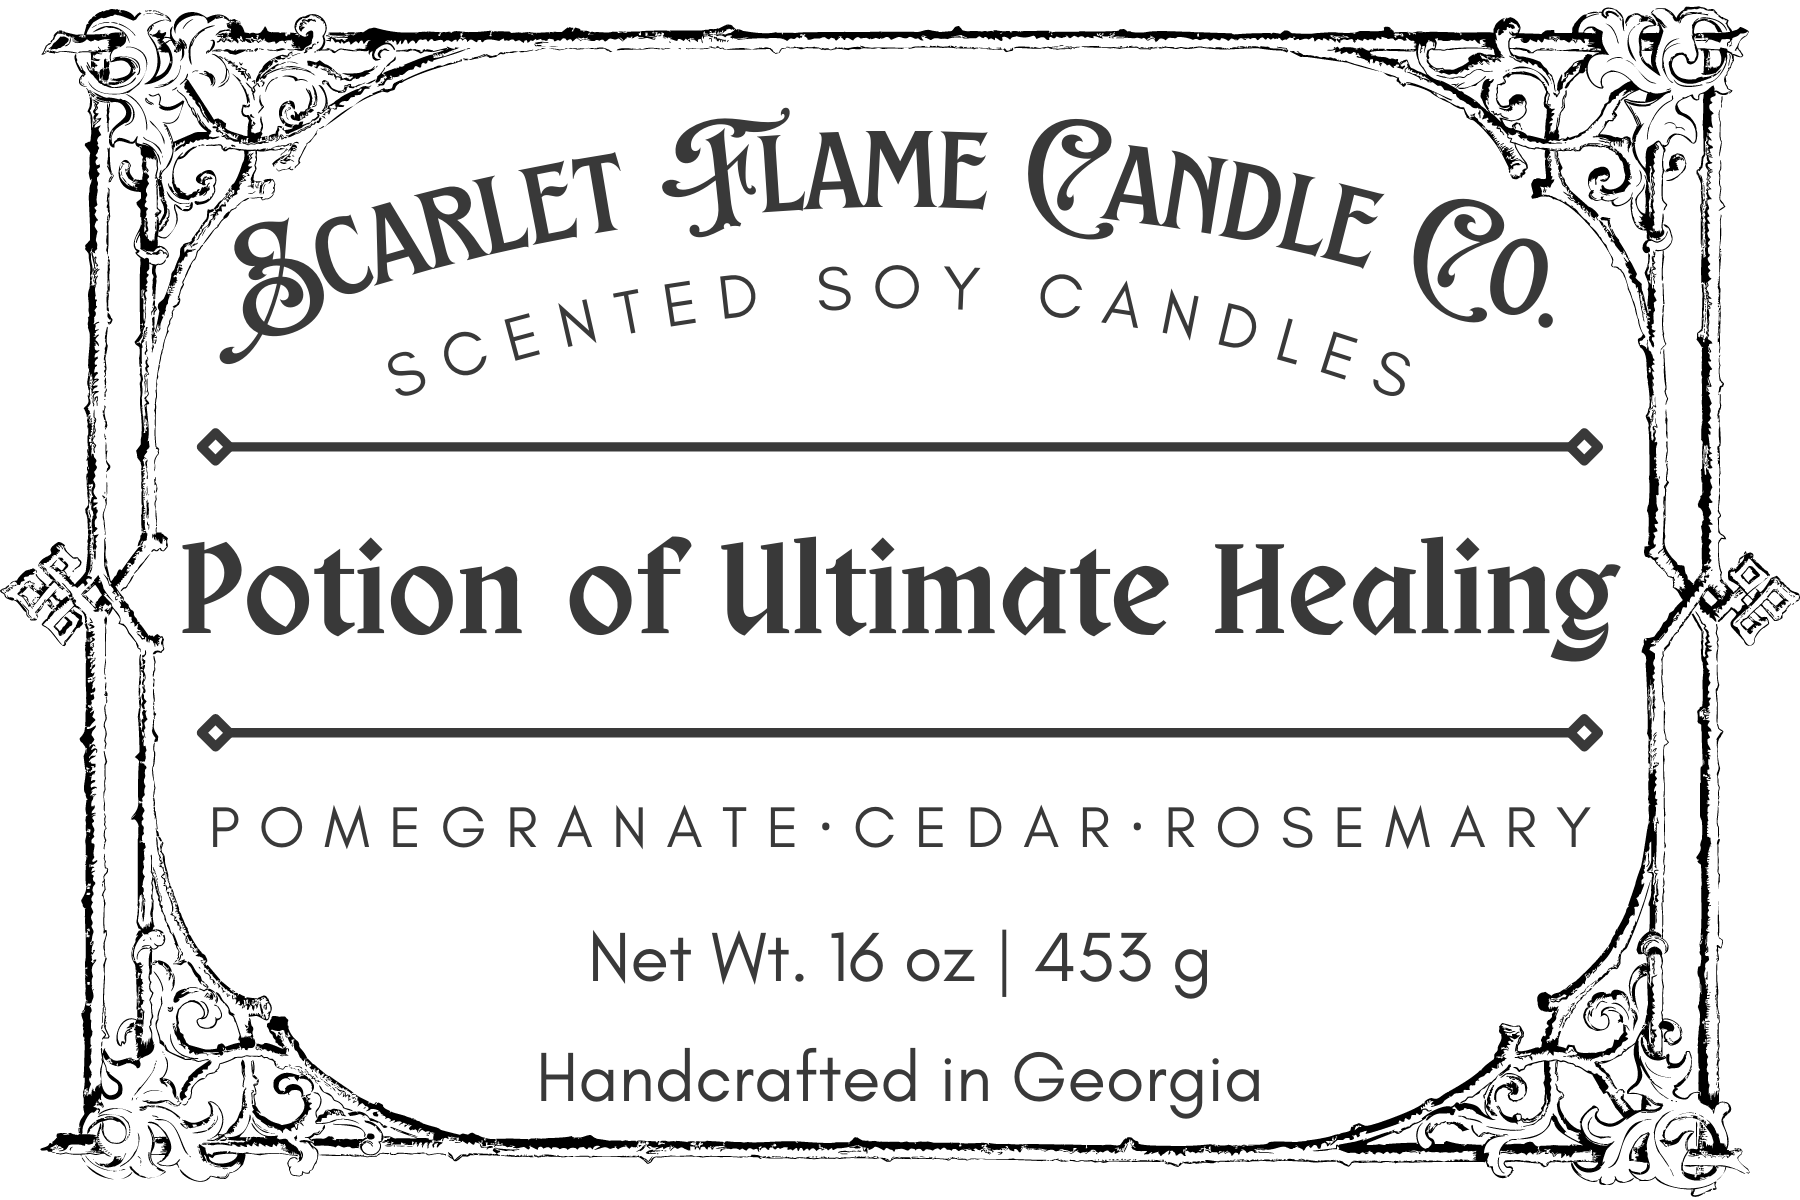 Scarlet Flame Candle Co.
SCENTED SOY CANDLES
Potion of Ultimate Healing
POMEGRANATE·CEDAR·ROSEMARY
Net Wt. 16 oz | 453 g
Handcrafted in Georgia